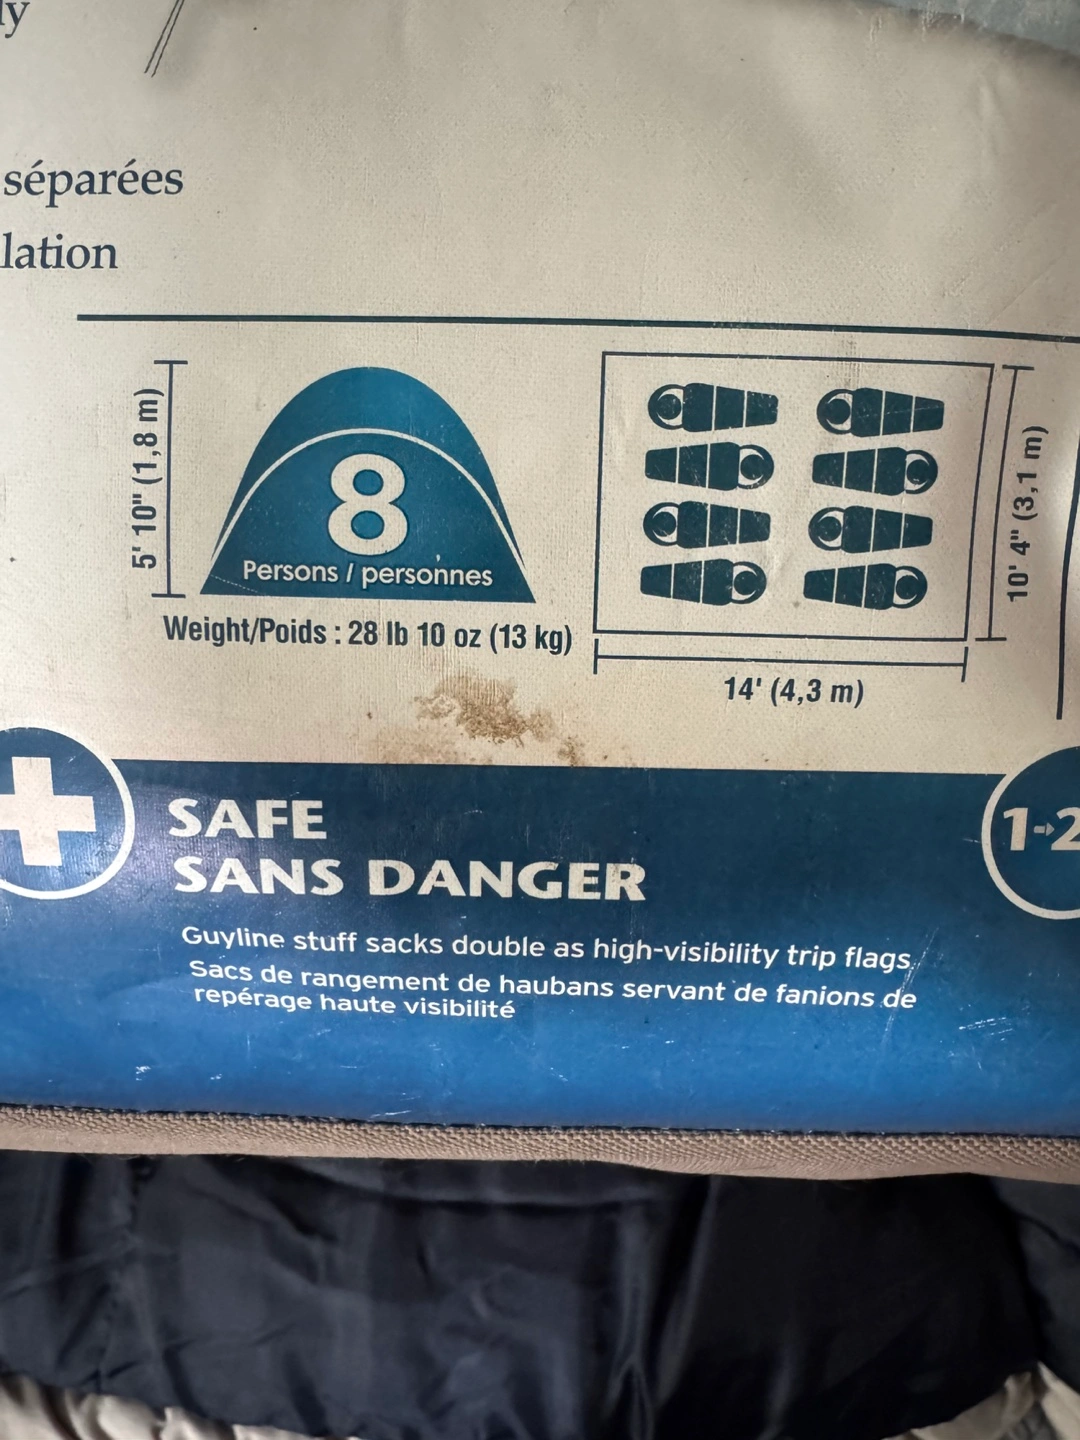 ly
séparées
lation
5' 10" (1,8 m)
8
Persons / personnes
Weight/Poids : 28 lb 10 oz (13 kg)
10' 4" (3,1 m)
14' (4,3 m)
SAFE
SANS DANGER
1→2
Guyline stuff sacks double as high-visibility trip flags
Sacs de rangement de haubans servant de fanions de
repérage haute visibilité